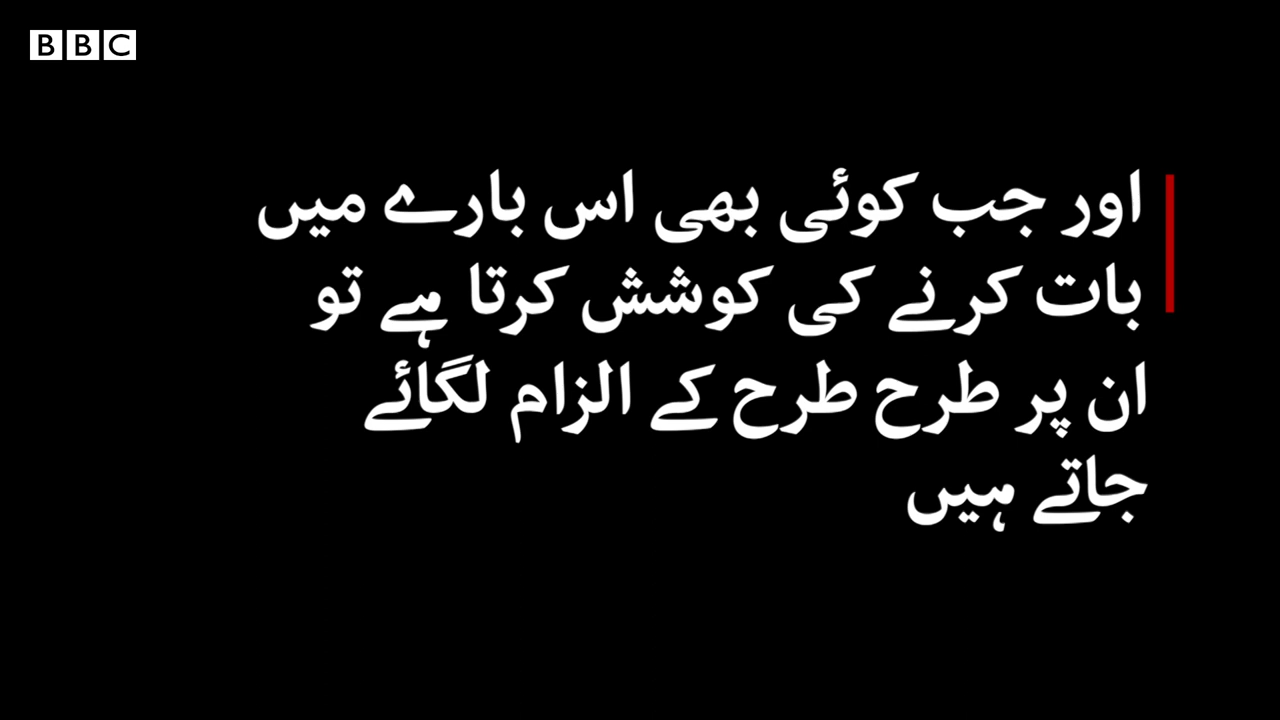 BBC
اور جب کوئی بھی اس بارے میں
بات کرنے کی کوشش کرتا ہے تو
ان پر طرح طرح کے الزام لگائے
جاتے ہیں